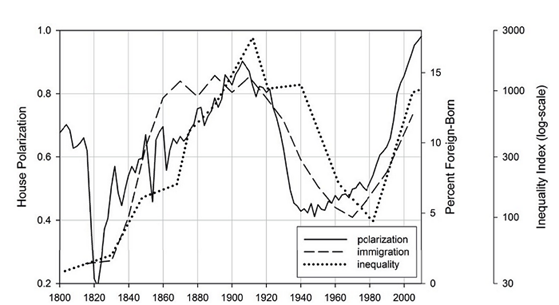 1.0
0.8
0.6
0.4
0.2
House Polarization
1800 1820 1840 1860 1880 1900 1920 1940 1960 1980 2000
15
10
5
0
Percent Foreign-Born
3000
1000
300
100
30
Inequality Index (log-scale)
polarization
immigration
inequality